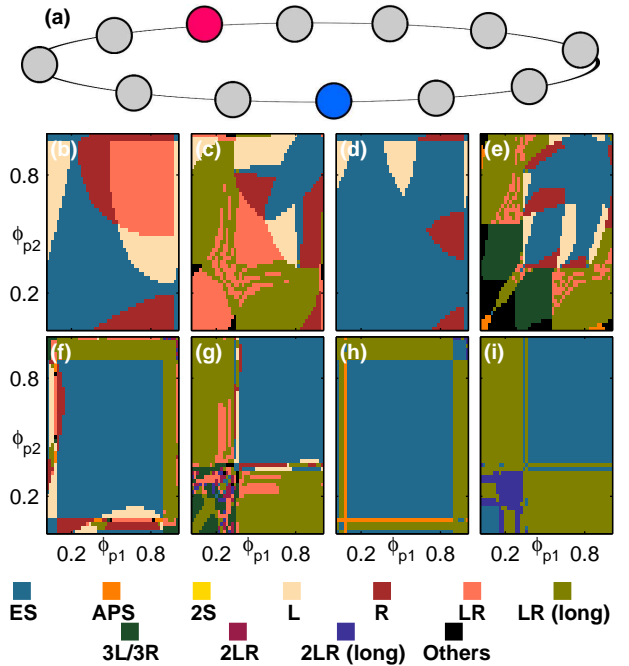 (a)
(b) (c) (d) (e)
0.8
ϕp2
0.2
(f) (g) (h) (i)
0.8
ϕp2
0.2
0.2 ϕp1 0.8 0.2 ϕp1 0.8 0.2 ϕp1 0.8 0.2 ϕp1 0.8
ES APS 2S L R LR LR (long)
3L/3R 2LR 2LR (long) Others